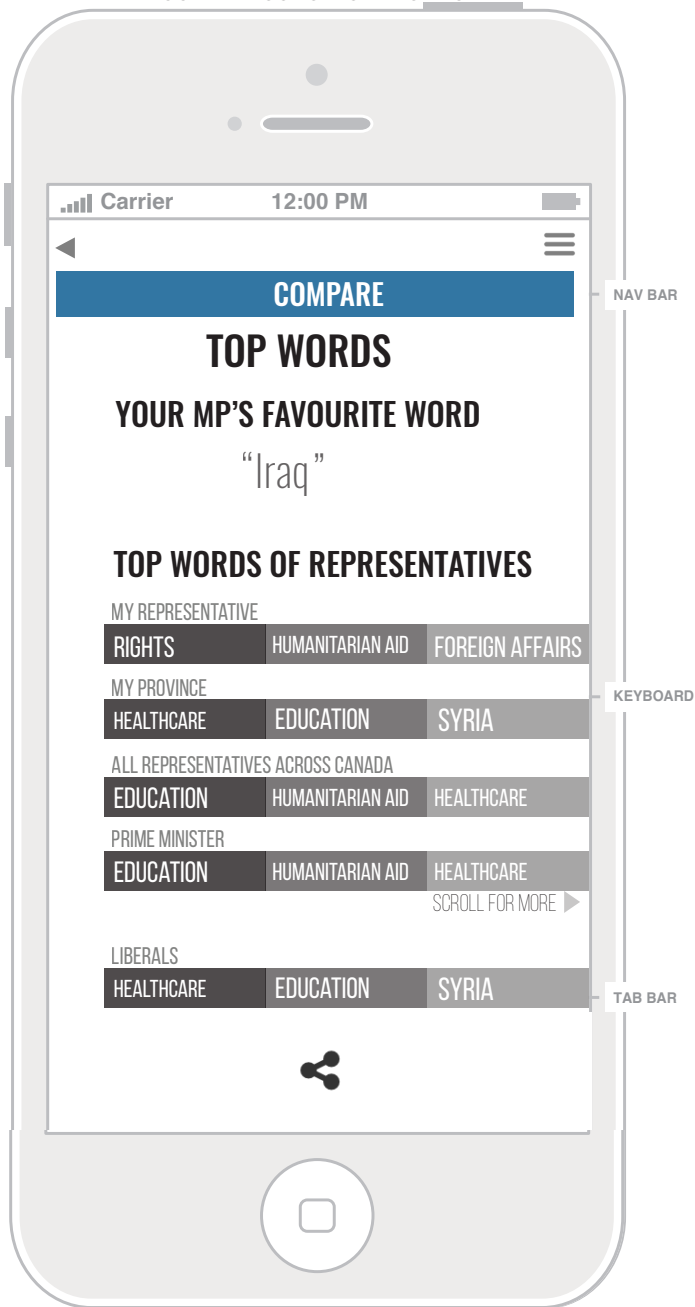 Carrier 12:00 PM
COMPARE
NAV BAR
TOP WORDS
YOUR MP'S FAVOURITE WORD
“Iraq”
TOP WORDS OF REPRESENTATIVES
MY REPRESENTATIVE
RIGHTS HUMANITARIAN AID FOREIGN AFFAIRS
MY PROVINCE
KEYBOARD
HEALTHCARE EDUCATION SYRIA
ALL REPRESENTATIVES ACROSS CANADA
EDUCATION HUMANITARIAN AID HEALTHCARE
PRIME MINISTER
EDUCATION HUMANITARIAN AID HEALTHCARE
SCROLL FOR MORE
LIBERALS
HEALTHCARE EDUCATION SYRIA
TAB BAR